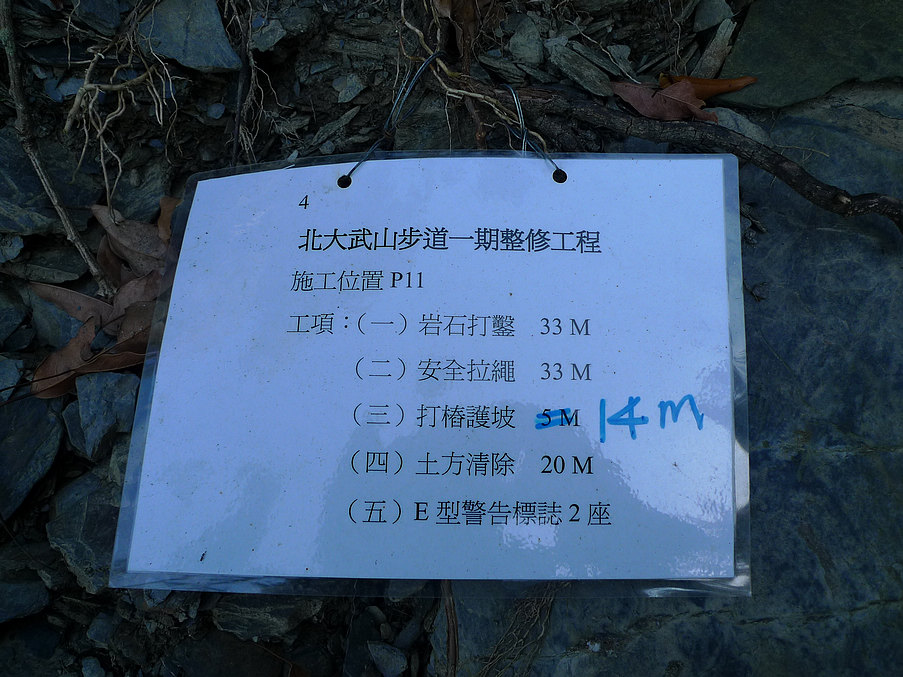 4
北大武山步道一期整修工程
施工位置 P11
工項：（一）岩石打鑿 33 M
（二）安全拉繩 33 M
（三）打樁護坡 5 M 14 M
（四）土方清除 20 M
（五）E 型警告標誌 2 座